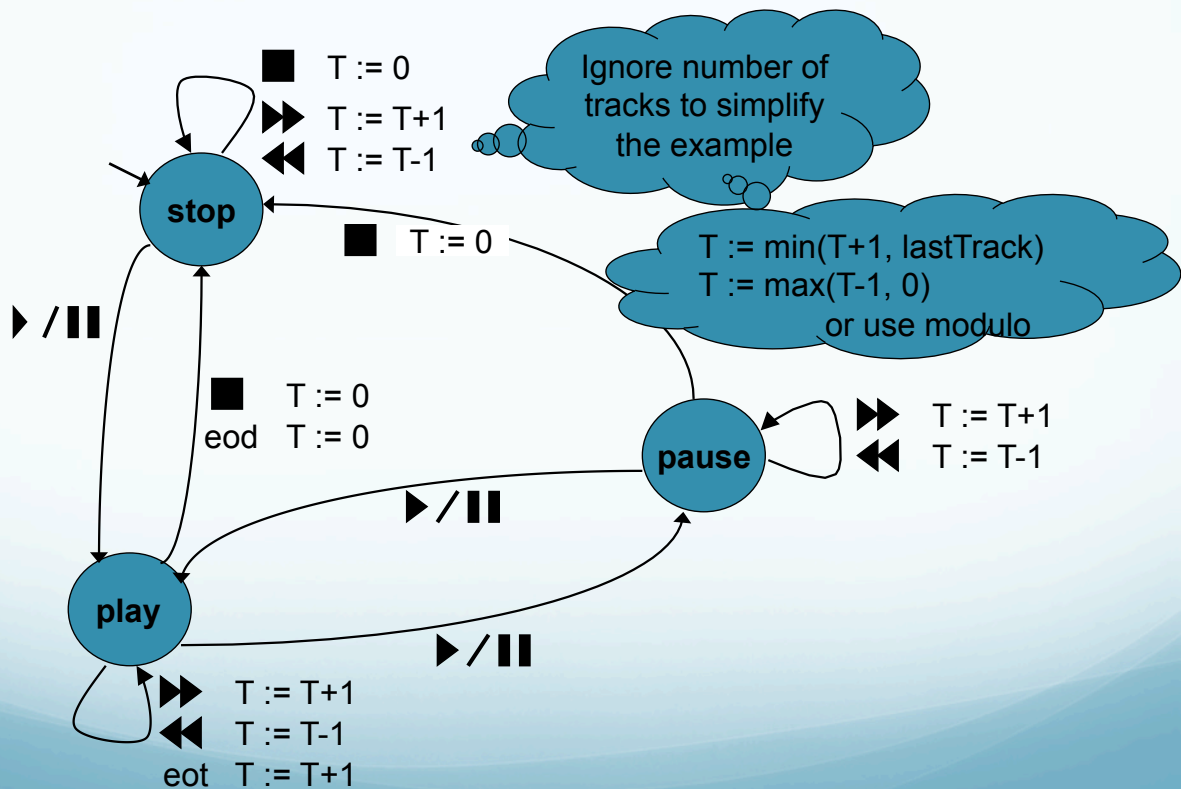 T := 0
T := T+1
T := T-1
Ignore number of
tracks to simplify
the example
stop
T := 0
T := min(T+1, lastTrack)
T := max(T-1, 0)
or use modulo
/
T := 0
eod T := 0
T := T+1
T := T-1
pause
/
play
/
T := T+1
T := T-1
eot T := T+1